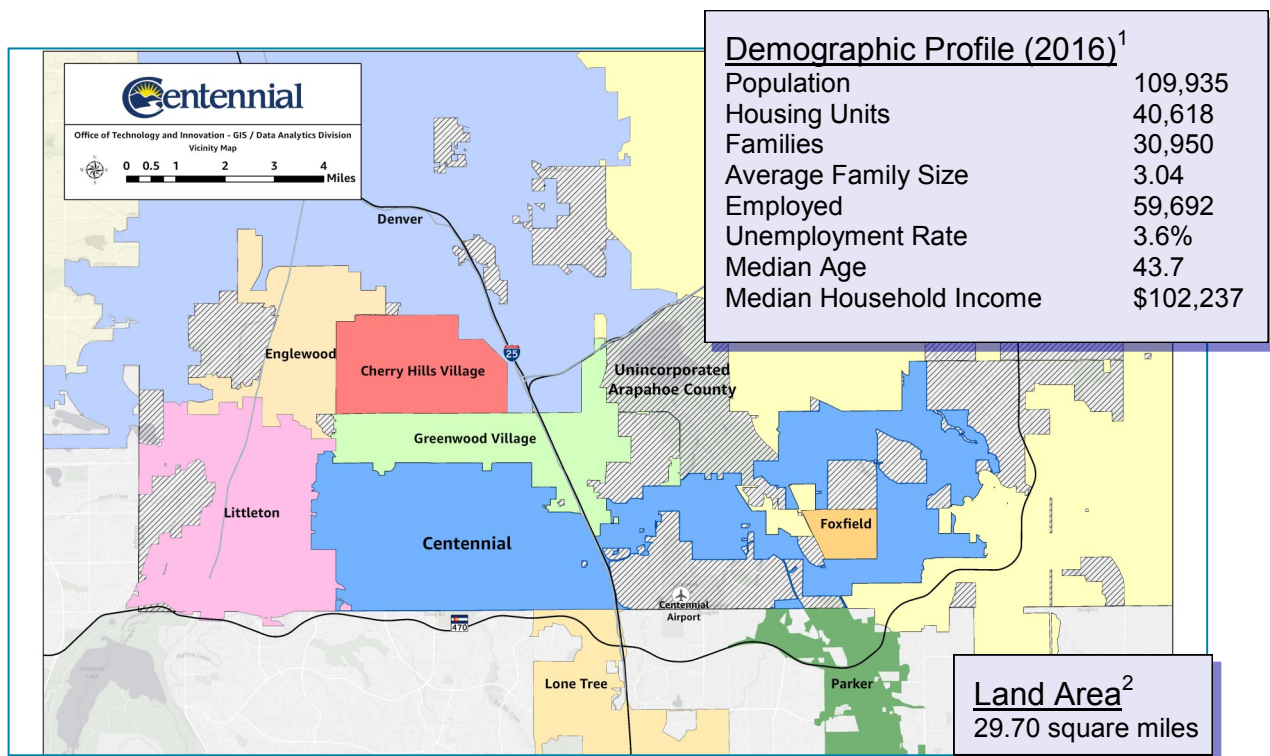 Centennial
Office of Technology and Innovation - GIS / Data Analytics Division
Vicinity Map
0 0.5 1 2 3 4
Miles
Demographic Profile (2016)1
Population 109,935
Housing Units 40,618
Families 30,950
Average Family Size 3.04
Employed 59,692
Unemployment Rate 3.6%
Median Age 43.7
Median Household Income $102,237
Denver
Englewood
Cherry Hills Village
25
Unincorporated
Arapahoe County
Greenwood Village
Littleton
Centennial
Foxfield
Centennial
Airport
470
Lone Tree
Parker
Land Area2
29.70 square miles